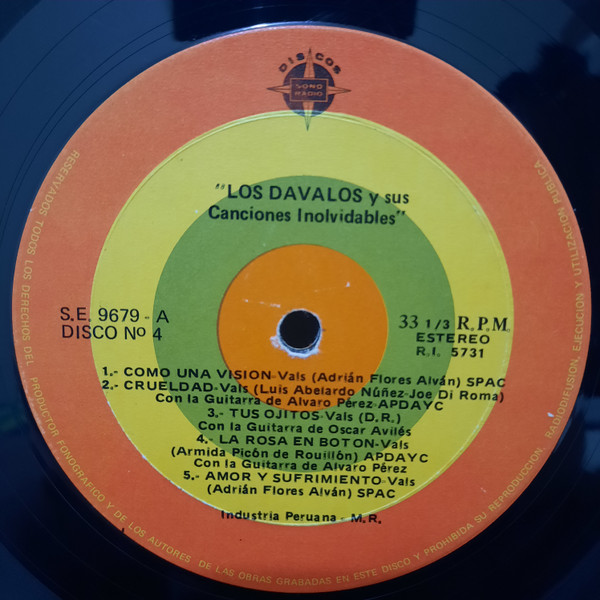 DISCOS
SONO
RADIO
"LOS DAVALOS y sus
Canciones Inolvidables"
S.E. 9679 - A
DISCO Nº 4
33 1/3 R.P.M.
ESTEREO
R.I. 5731
1.- COMO UNA VISION-Vals (Adrián Flores Alván) SPAC
2.- CRUELDAD-Vals (Luis Abelardo Núñez-Joe Di Roma)
Con la Guitarra de Alvaro Pérez APDAYC
3.- TUS OJITOS-Vals (D.R.)
Con la Guitarra de Oscar Avilés
4.- LA ROSA EN BOTON-Vals
(Armida Picón de Rouillón) APDAYC
Con la Guitarra de Alvaro Pérez
5.- AMOR Y SUFRIMIENTO-Vals
(Adrián Flores Alván) SPAC
Industria Peruana - M.R.
RESERVADOS TODOS LOS DERECHOS DEL PRODUCTOR FONOGRAFICO Y DE LOS AUTORES DE LAS OBRAS GRABADAS EN ESTE DISCO Y PROHIBIDA SU REPRODUCCION, RADIODIFUSION, EJECUCION Y UTILIZACION PUBLICA